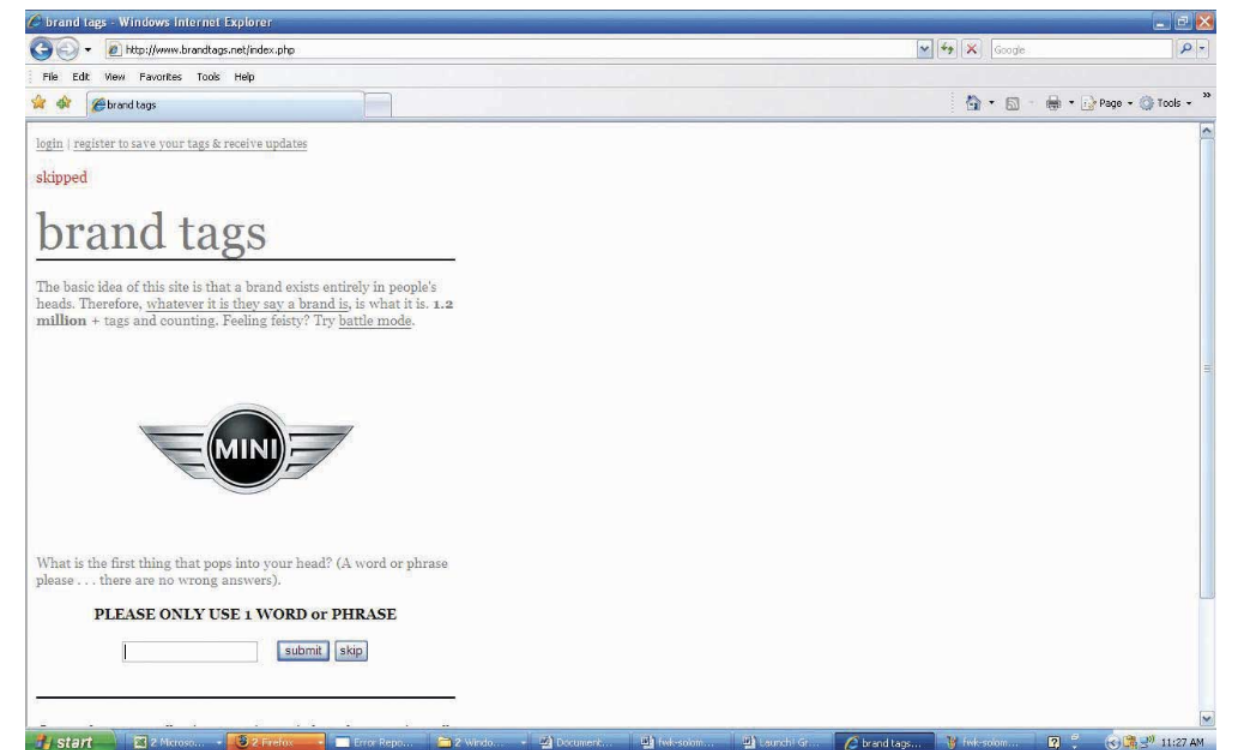 brand tags - Windows Internet Explorer
http://www.brandtags.net/index.php
Google
File Edit View Favorites Tools Help
brand tags
Page Tools
login | register to save your tags & receive updates
skipped
brand tags
The basic idea of this site is that a brand exists entirely in people's
heads. Therefore, whatever it is they say a brand is, is what it is. 1.2
million + tags and counting. Feeling feisty? Try battle mode.
MINI
What is the first thing that pops into your head? (A word or phrase
please . . . there are no wrong answers).
PLEASE ONLY USE 1 WORD or PHRASE
submit skip
start 2 Microso... 2 Firefox Error Repo... 2 Windo... Document... fwk-solom... Launch! Gr... brand tags... fwk-solom... 11:27 AM